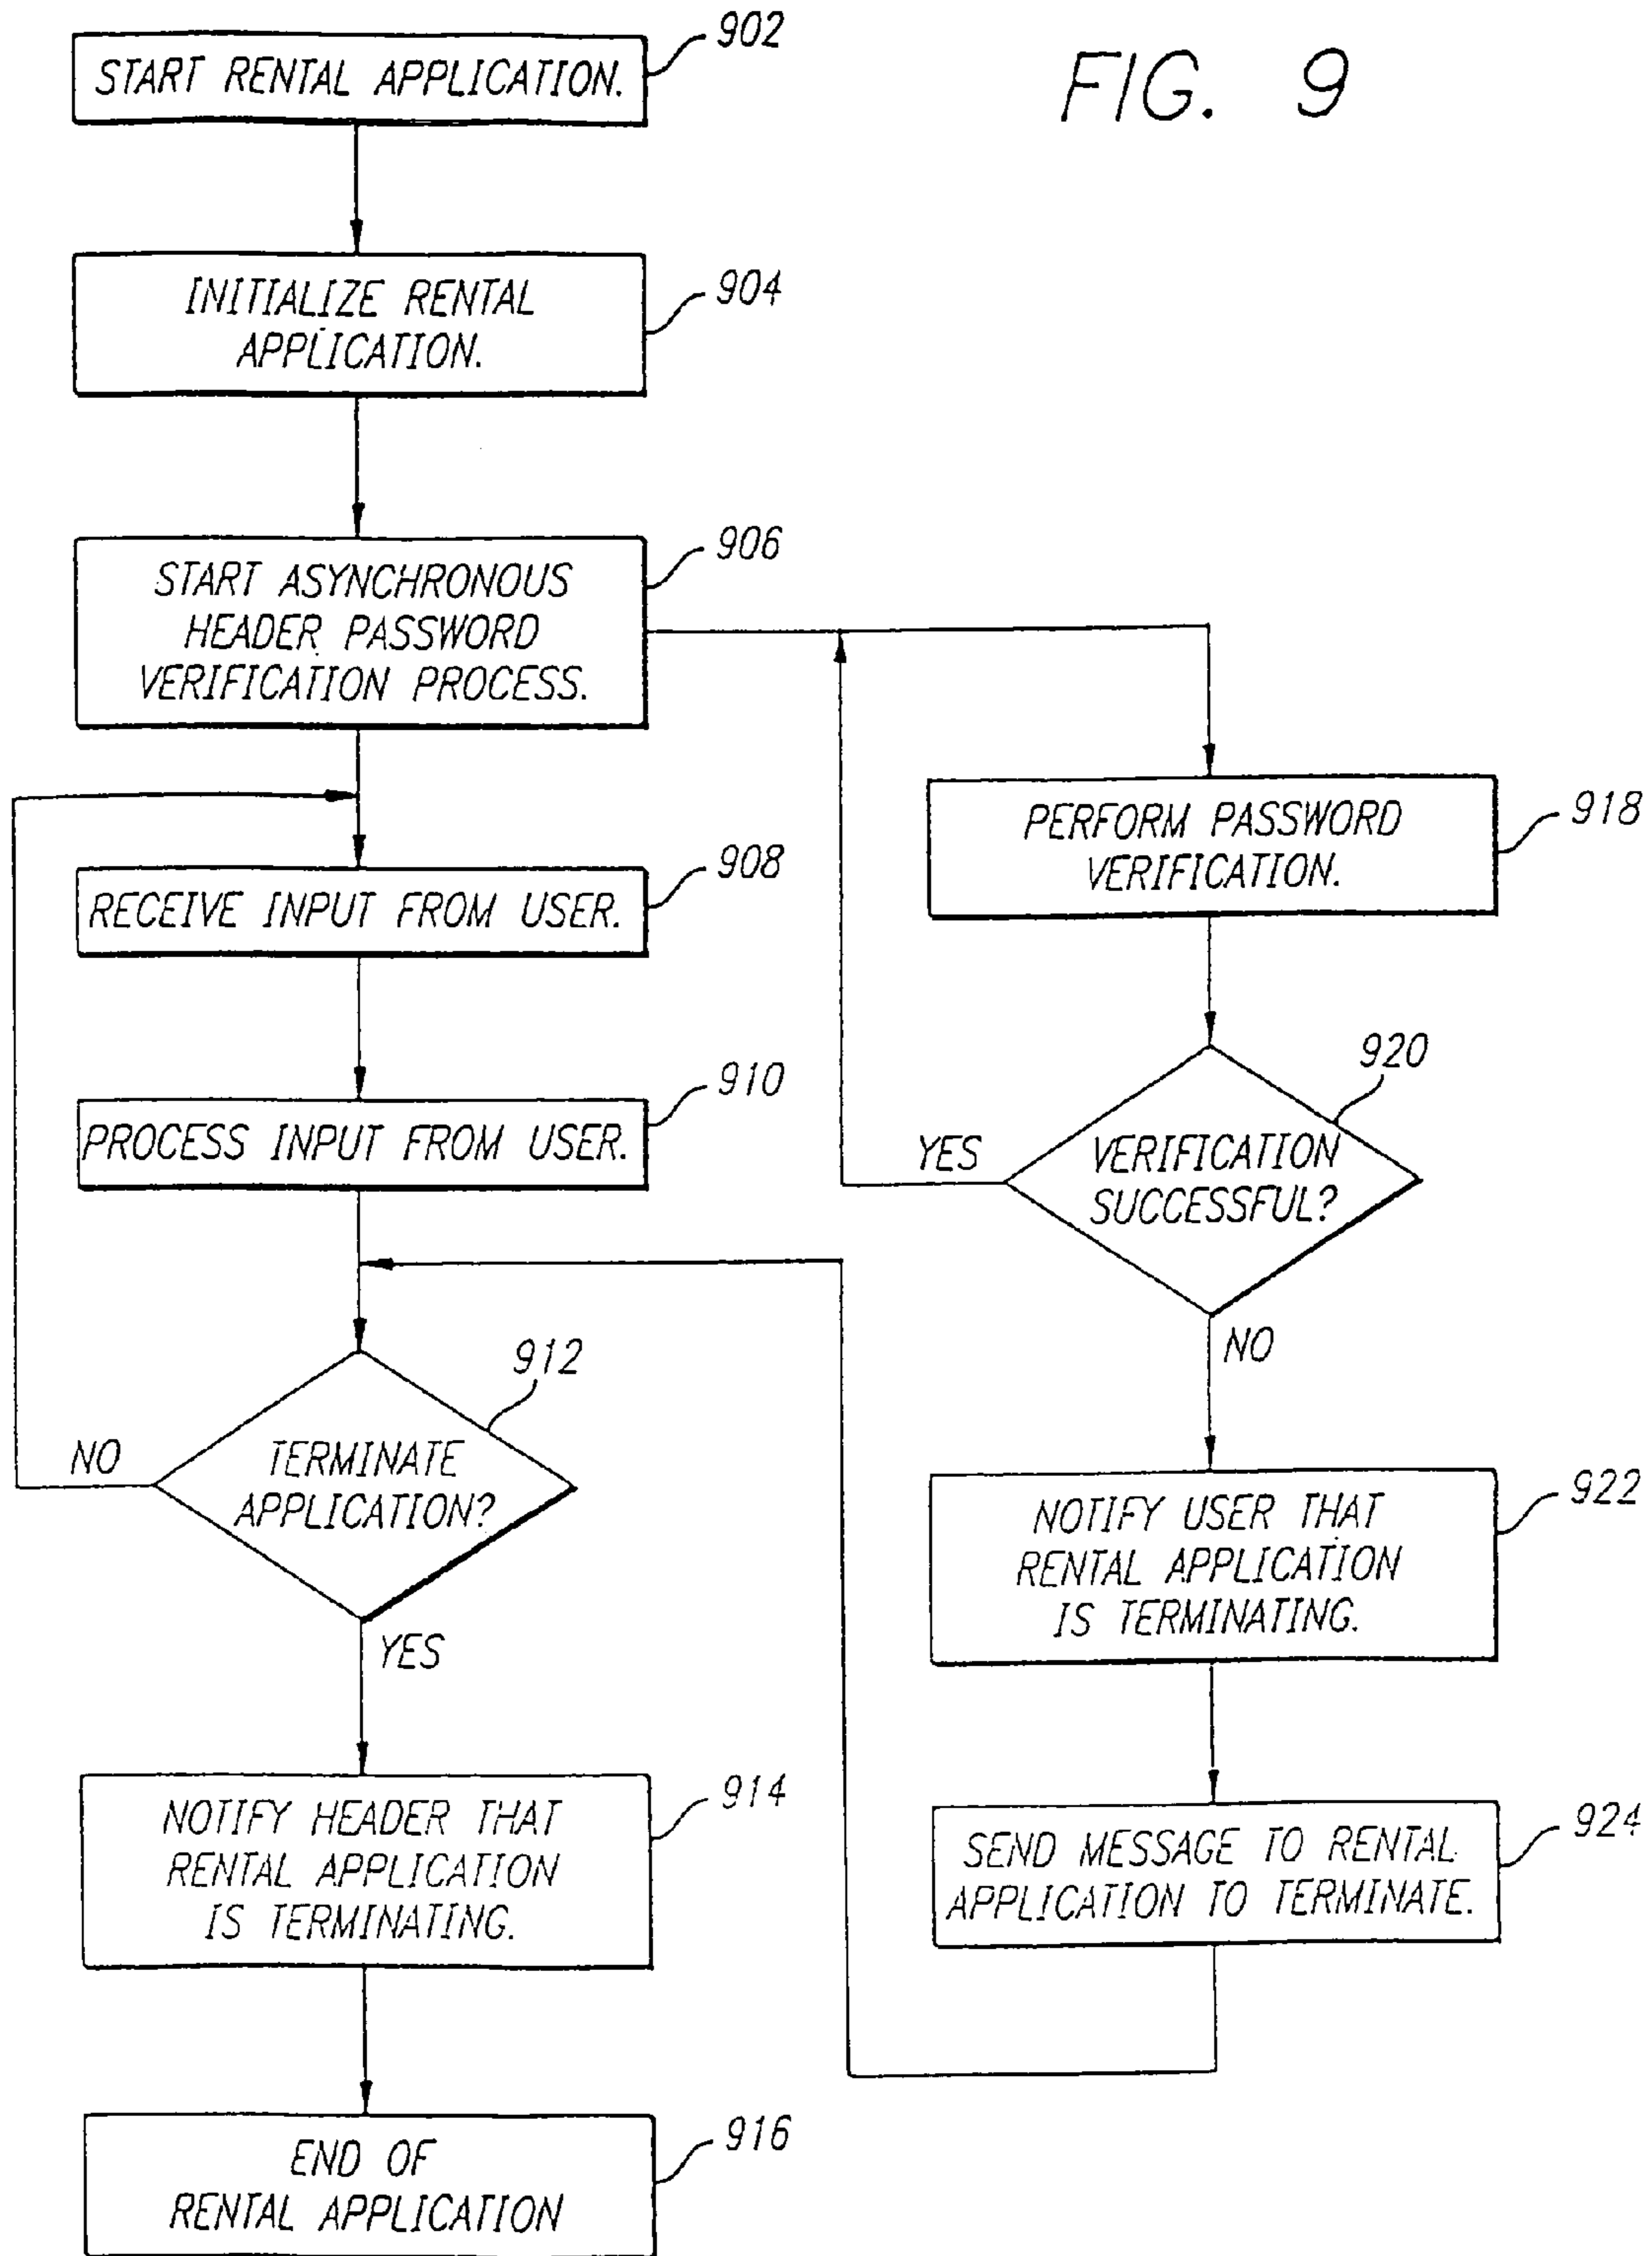 902
START RENTAL APPLICATION.
FIG. 9
904
INITIALIZE RENTAL
APPLICATION.
906
START ASYNCHRONOUS
HEADER PASSWORD
VERIFICATION PROCESS.
908
RECEIVE INPUT FROM USER.
910
PROCESS INPUT FROM USER.
912
TERMINATE
APPLICATION?
NO
YES
914
NOTIFY HEADER THAT
RENTAL APPLICATION
IS TERMINATING.
916
END OF
RENTAL APPLICATION
918
PERFORM PASSWORD
VERIFICATION.
920
VERIFICATION
SUCCESSFUL?
YES
NO
922
NOTIFY USER THAT
RENTAL APPLICATION
IS TERMINATING.
924
SEND MESSAGE TO RENTAL
APPLICATION TO TERMINATE.